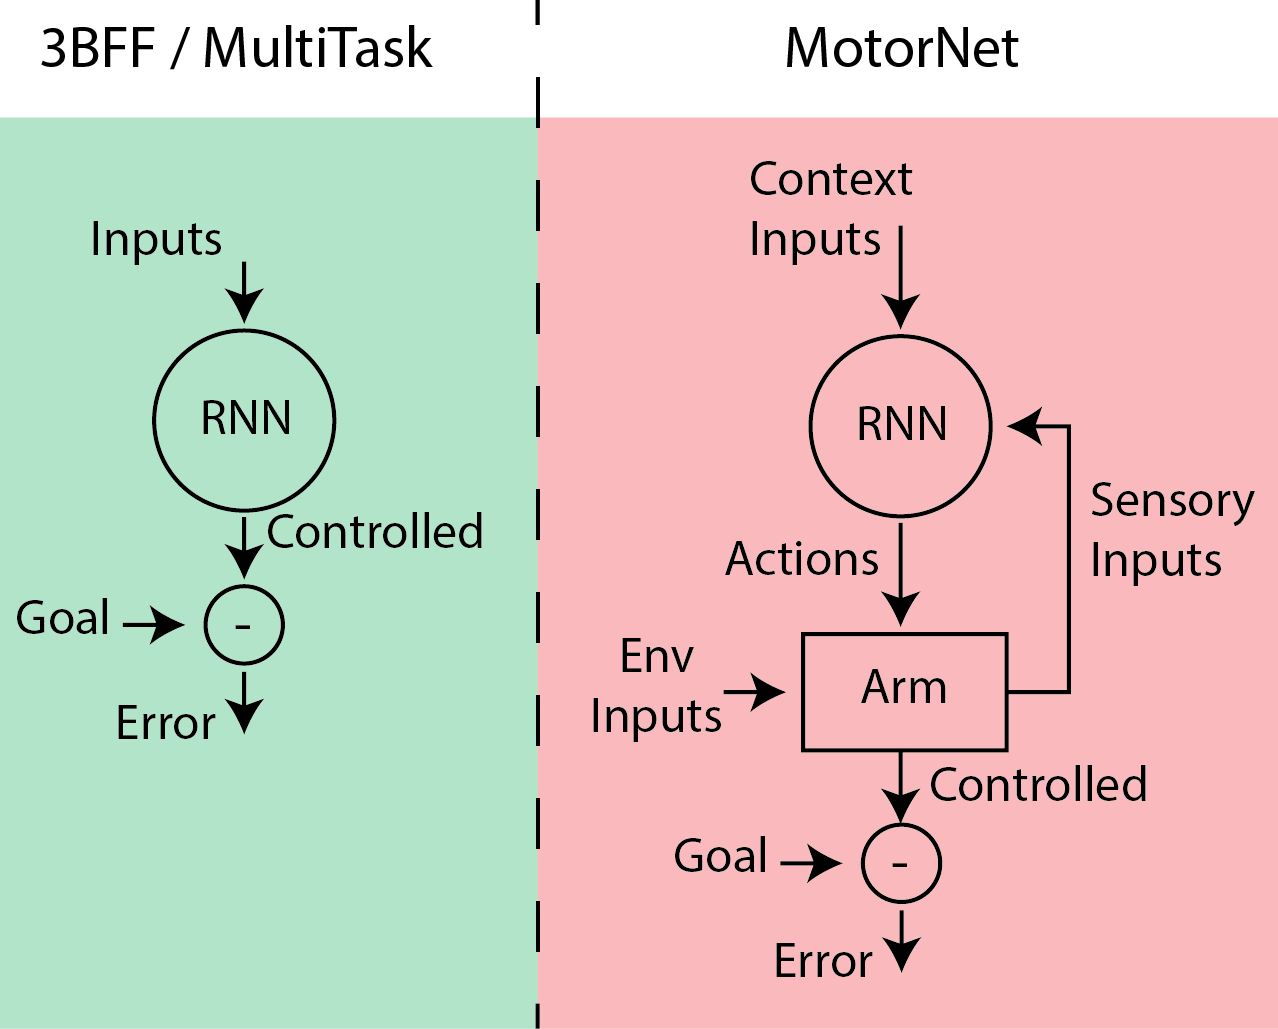 3BFF / MultiTask
MotorNet
Inputs
RNN
Controlled
Goal
-
Error
Context
Inputs
RNN
Actions
Sensory
Inputs
Env
Inputs
Arm
Controlled
Goal
-
Error